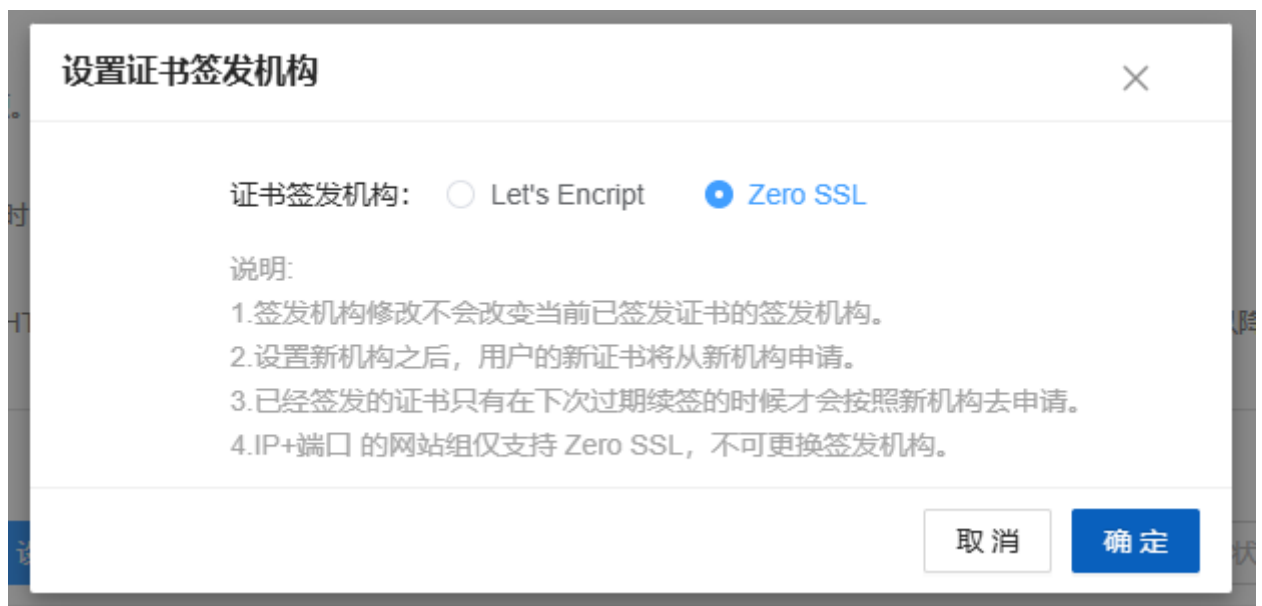 设置证书签发机构
证书签发机构： Let's Encript Zero SSL
说明:
1.签发机构修改不会改变当前已签发证书的签发机构。
2.设置新机构之后，用户的新证书将从新机构申请。
3.已经签发的证书只有在下次过期续签的时候才会按照新机构去申请。
4.IP+端口 的网站组仅支持 Zero SSL，不可更换签发机构。
取 消 确 定